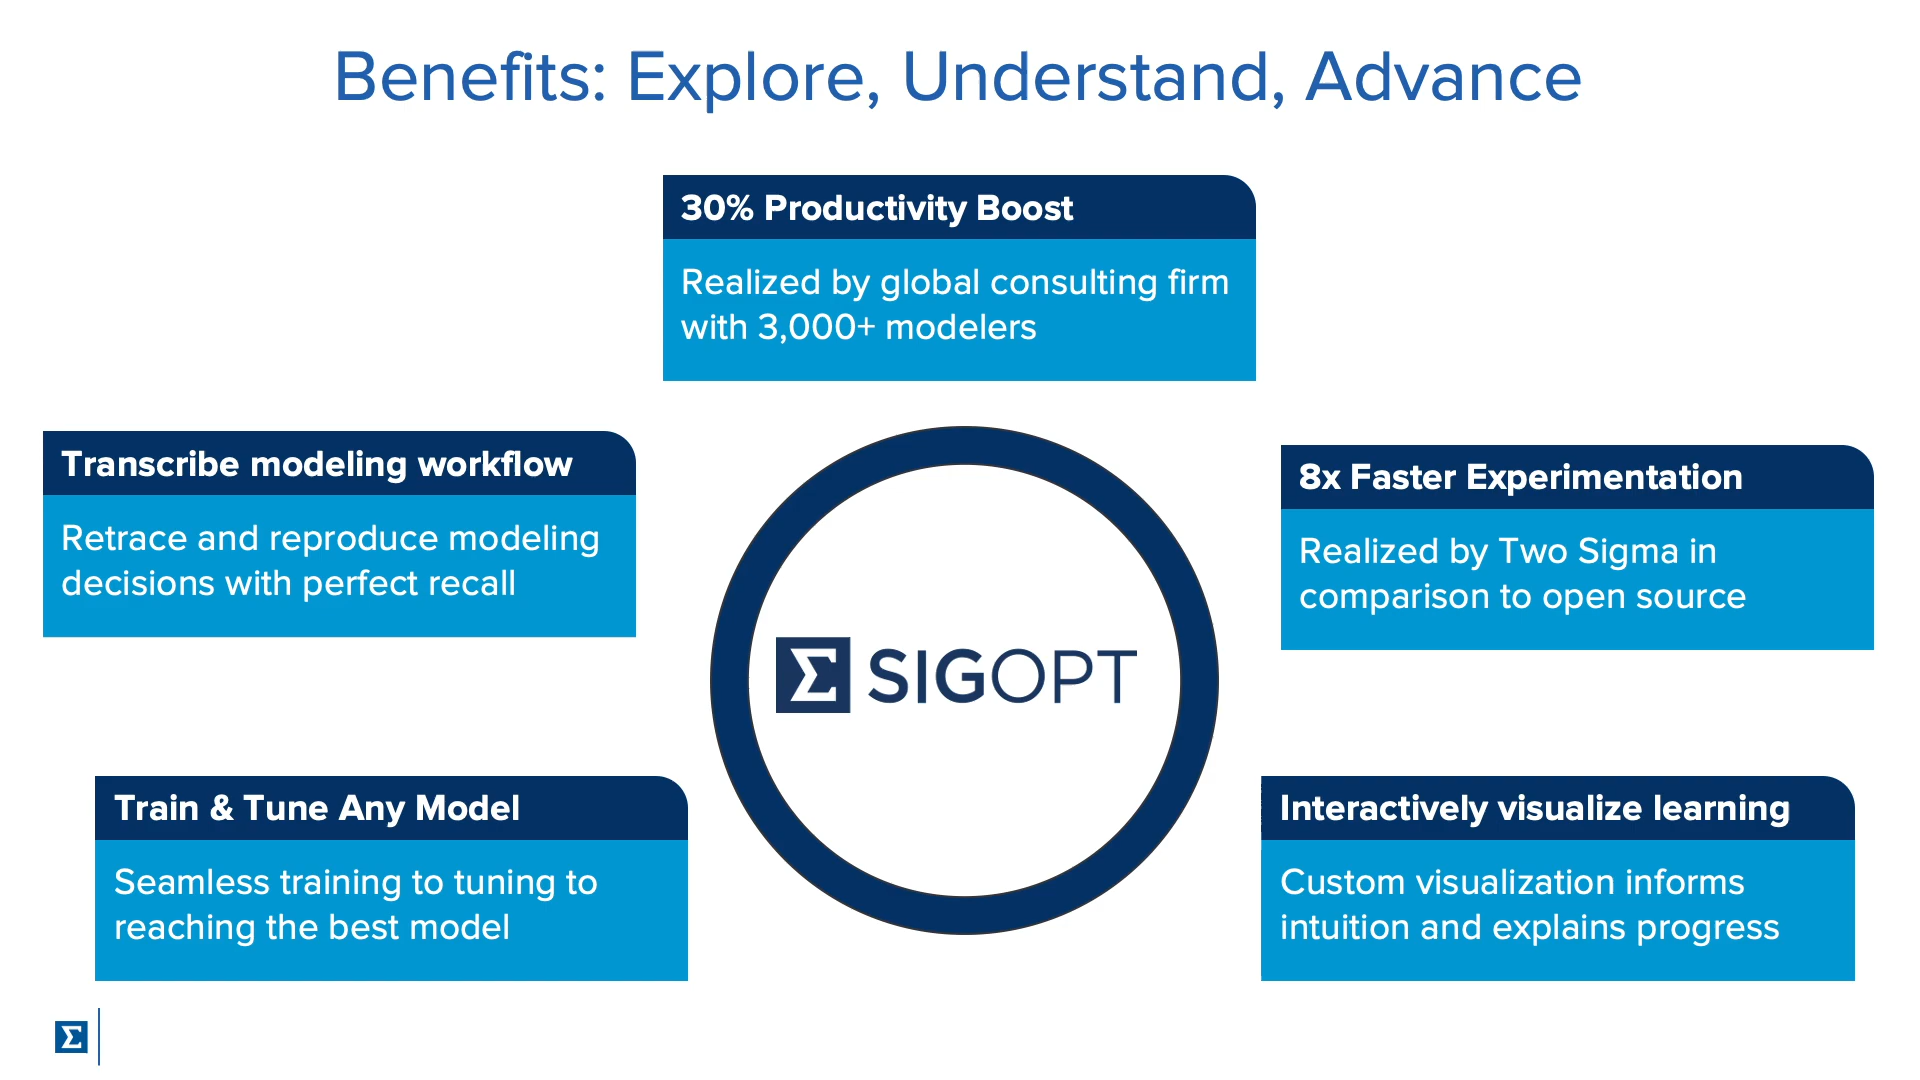 Benefits: Explore, Understand, Advance
30% Productivity Boost
Realized by global consulting firm
with 3,000+ modelers
Transcribe modeling workflow
Retrace and reproduce modeling
decisions with perfect recall
8x Faster Experimentation
Realized by Two Sigma in
comparison to open source
Σ SIGOPT
Train & Tune Any Model
Seamless training to tuning to
reaching the best model
Interactively visualize learning
Custom visualization informs
intuition and explains progress
Σ